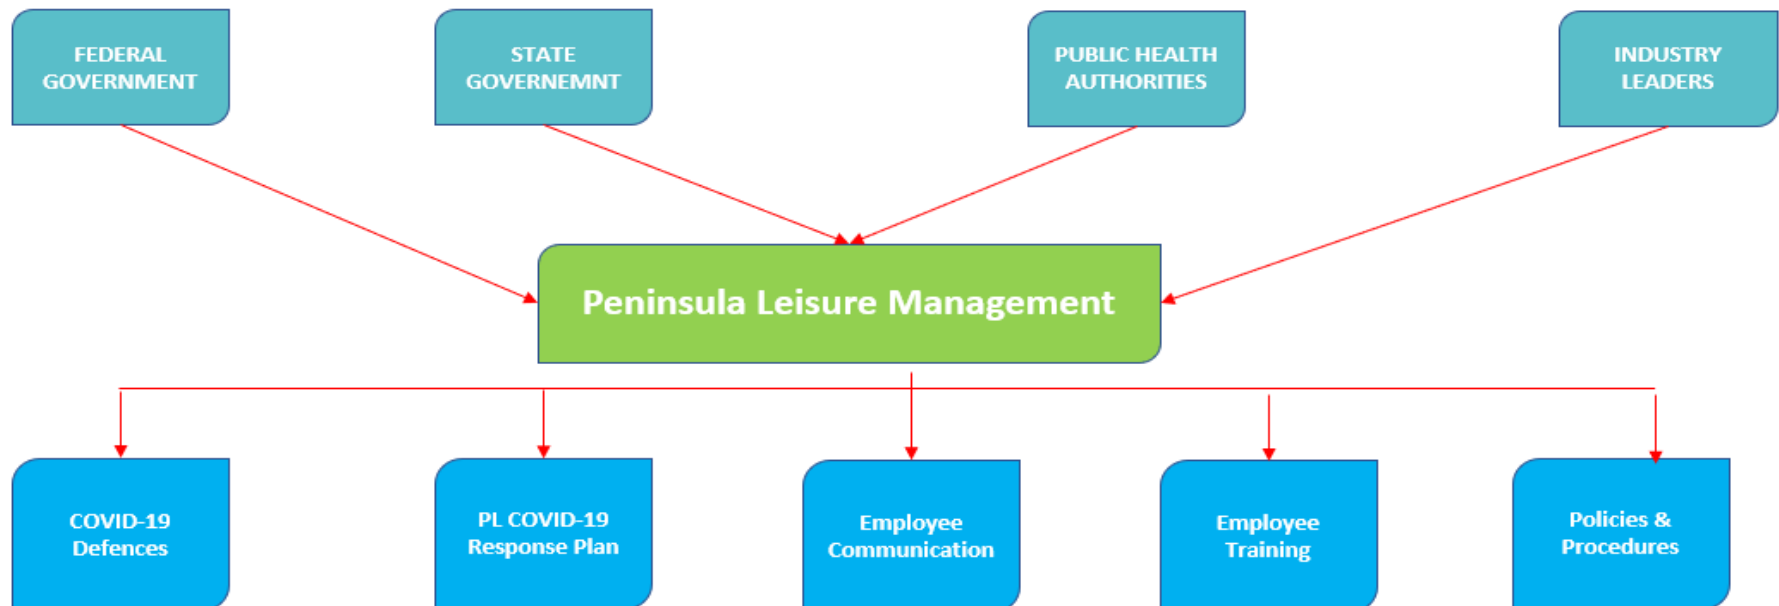 FEDERAL
GOVERNMENT
STATE
GOVERNEMNT
PUBLIC HEALTH
AUTHORITIES
INDUSTRY
LEADERS
Peninsula Leisure Management
COVID-19
Defences
PL COVID-19
Response Plan
Employee
Communication
Employee
Training
Policies &
Procedures